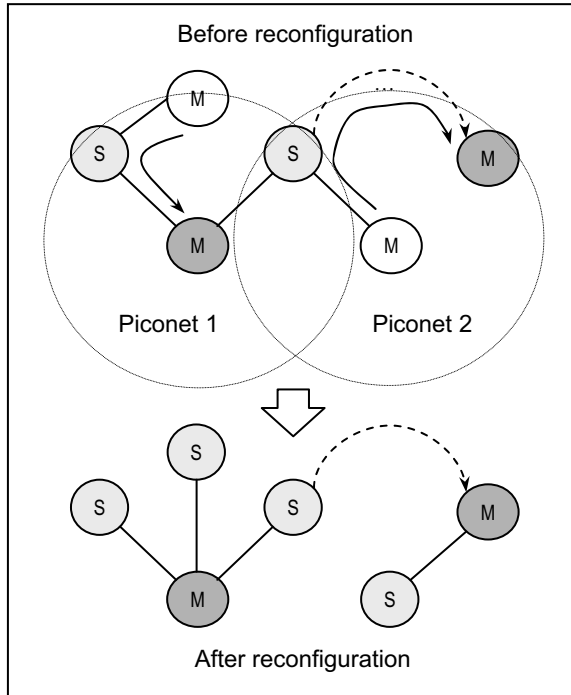 Before reconfiguration
...
M
S
S
M
M
M
Piconet 1
Piconet 2
S
S
S
M
M
S
After reconfiguration